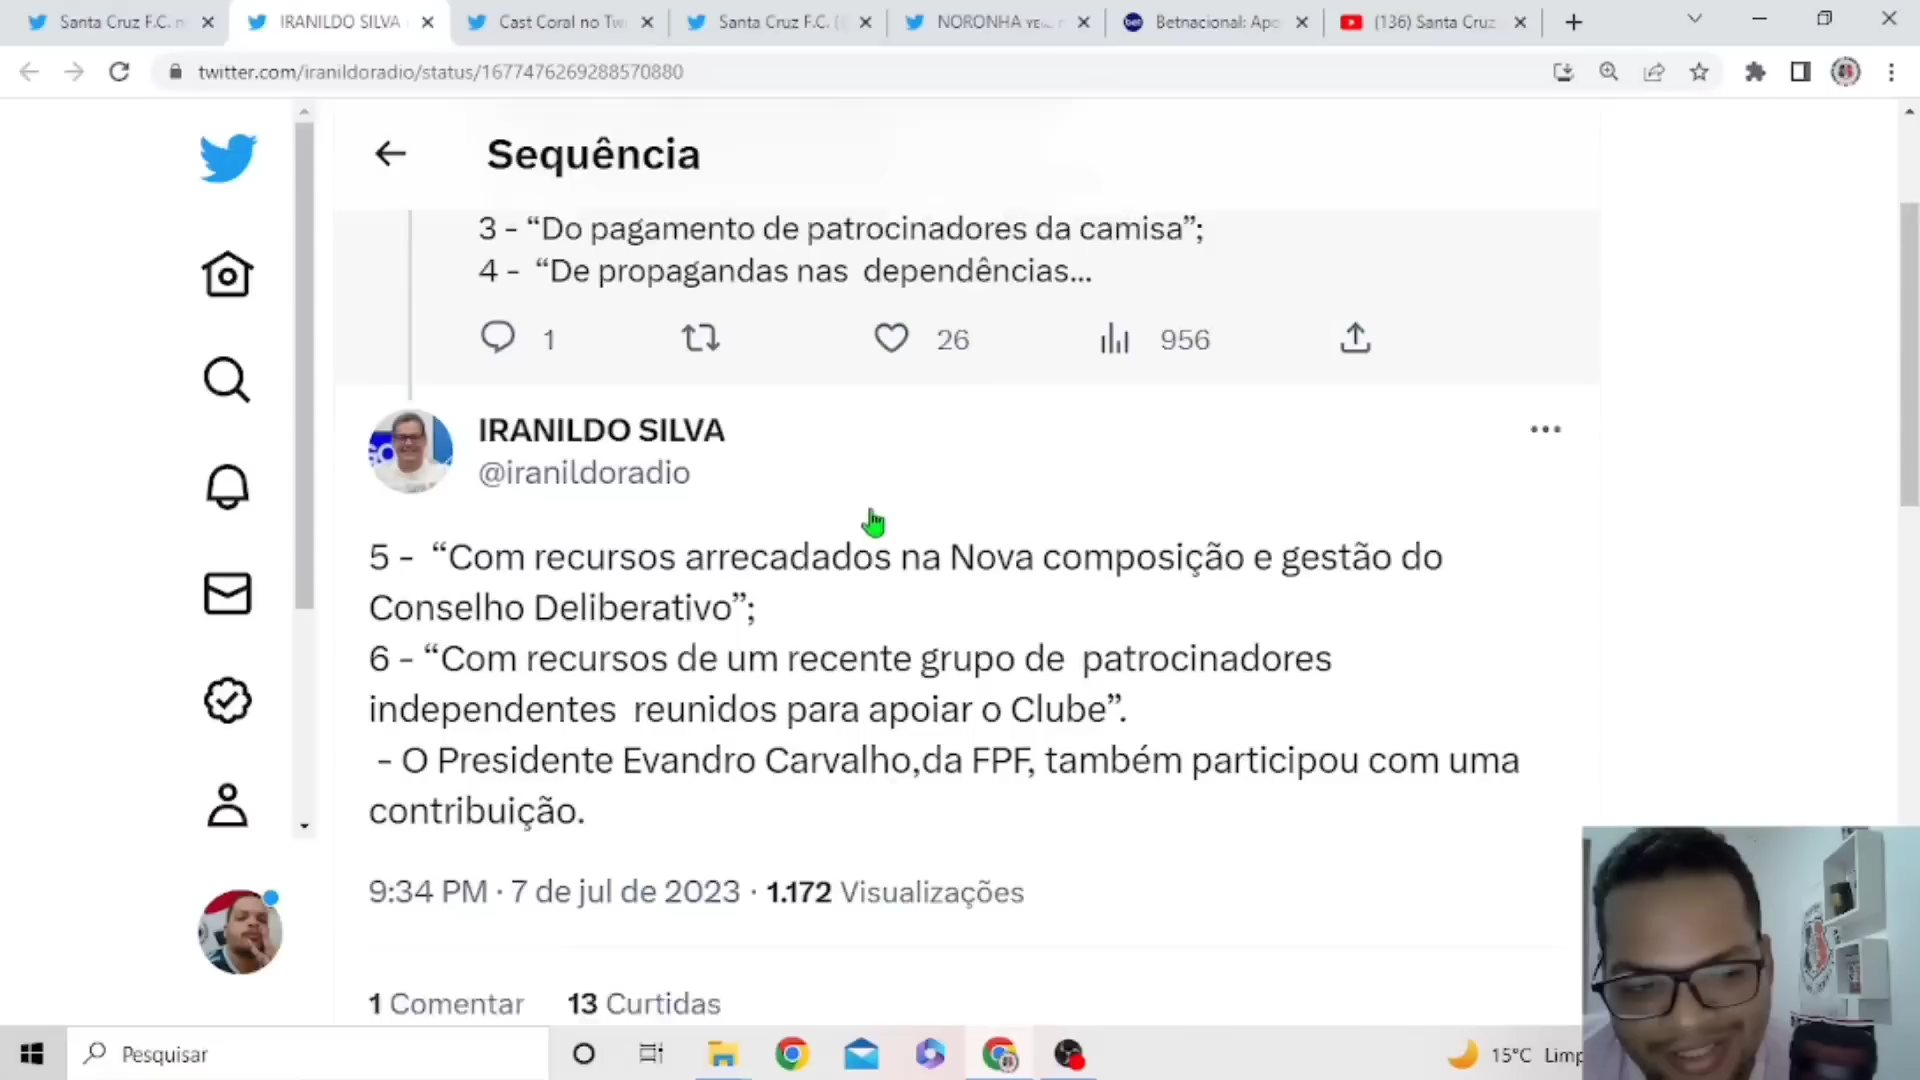 Santa Cruz F.C. n
IRANILDO SILVA
Cast Coral no Tw
Santa Cruz F.C. (
NORONHA
Betnacional: Apo
(136) Santa Cruz
twitter.com/iranildoradio/status/1677476269288570880
Sequência
3 - “Do pagamento de patrocinadores da camisa”;
4 - “De propagandas nas dependências...
1
26
956
IRANILDO SILVA
@iranildoradio
5 - “Com recursos arrecadados na Nova composição e gestão do
Conselho Deliberativo”;
6 - “Com recursos de um recente grupo de patrocinadores
independentes reunidos para apoiar o Clube”.
- O Presidente Evandro Carvalho,da FPF, também participou com uma
contribuição.
9:34 PM · 7 de jul de 2023 · 1.172 Visualizações
1 Comentar 13 Curtidas
Pesquisar
15°C Limp